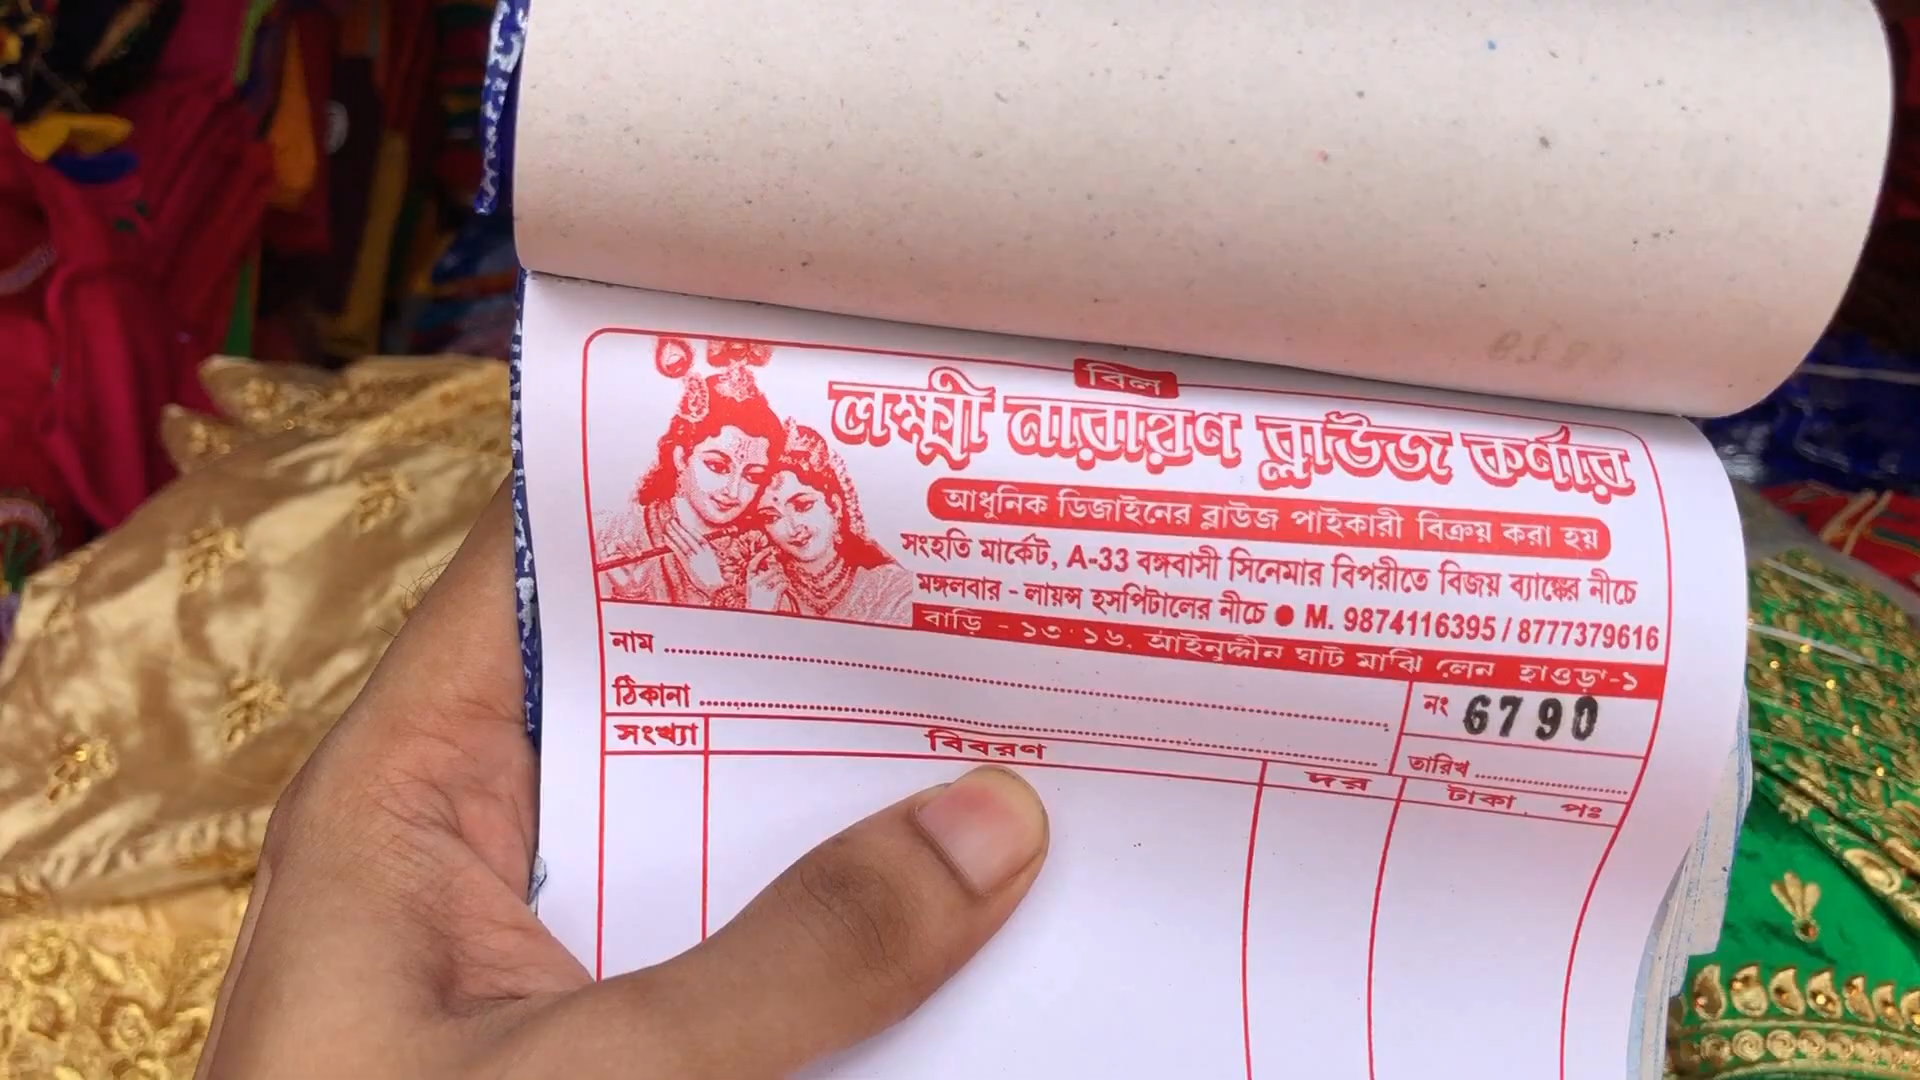 বিল
লক্ষ্মী নারায়ণ ব্লাউজ কর্ণার
আধুনিক ডিজাইনের ব্লাউজ পাইকারী বিক্রয় করা হয়
সংহতি মার্কেট, A-33 বঙ্গবাসী সিনেমার বিপরীতে বিজয় ব্যাঙ্কের নীচে
মঙ্গলবার - লায়ন্স হসপিটালের নীচে ● M. 9874116395 / 8777379616
বাড়ি - ১৩·১৬, আইনুদ্দীন ঘাট মাঝি লেন হাওড়া-১
নাম
ঠিকানা
নং 6790
তারিখ
সংখ্যা বিবরণ দর টাকা পঃ